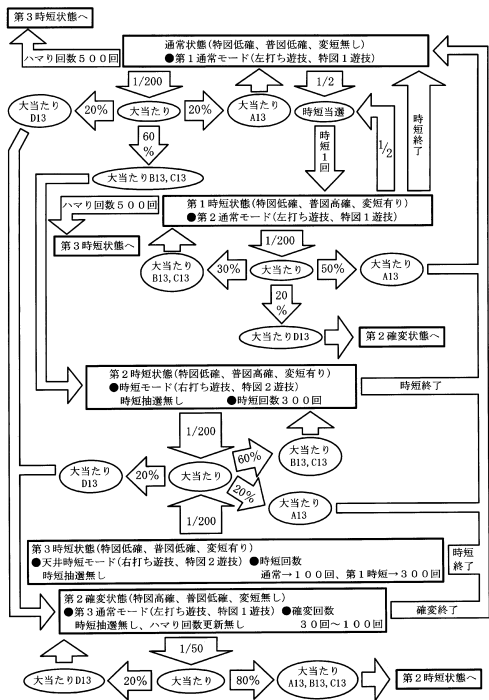 第３時短状態へ
通常状態(特図低確、普図低確、変短無し)
●第１通常モード(左打ち遊技、特図１遊技)
ハマり回数５００回
1/200
1/2
大当たり
D13
20%
大当たり
20%
大当たり
A13
時短当選
時短終了
60
%
時短１回
1/2
大当たりB13,C13
ハマり回数５００回
第１時短状態(特図低確、普図高確、変短有り)
●第２通常モード(左打ち遊技、特図１遊技)
第３時短状態へ
1/200
大当たり
B13,C13
30%
大当たり
50%
大当たり
A13
20
%
大当たりD13
第２確変状態へ
第２時短状態(特図低確、普図高確、変短有り)
●時短モード(右打ち遊技、特図２遊技)
時短抽選無し ●時短回数３００回
時短終了
1/200
60%
大当たり
B13,C13
大当たり
D13
20%
大当たり
20%
大当たり
A13
1/200
第３時短状態(特図低確、普図低確、変短有り)
●天井時短モード(右打ち遊技、特図２遊技) ●時短回数
時短抽選無し 通常→１００回、第１時短→３００回
時短
終了
第２確変状態(特図高確、普図低確、変短無し)
●第３通常モード(左打ち遊技、特図１遊技) ●確変回数
時短抽選無し、ハマり回数更新無し ３０回～１００回
確変終了
1/50
大当たりD13
20%
大当たり
80%
大当たり
A13,B13,C13
第２時短状態へ